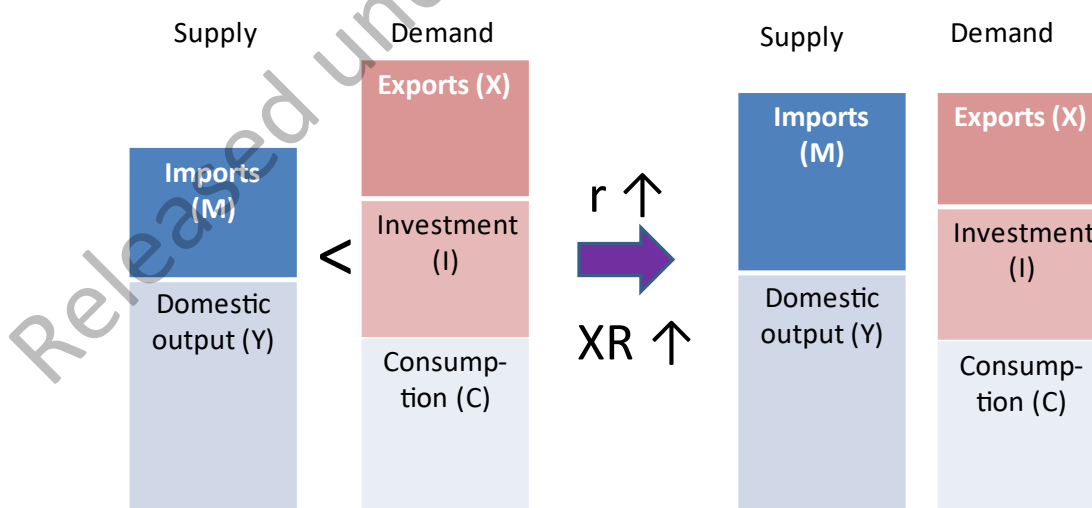 Supply
Demand
Exports (X)
Imports
(M)
Investment
(I)
Domestic
output (Y)
Consump-
tion (C)
<
r ↑
XR ↑
Supply
Demand
Imports
(M)
Exports (X)
Investment
(I)
Domestic
output (Y)
Consump-
tion (C)
Released